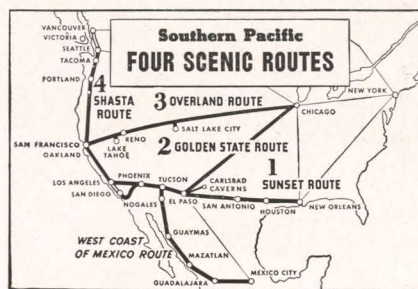 Southern Pacific
FOUR SCENIC ROUTES
VANCOUVER
VICTORIA
SEATTLE
TACOMA
PORTLAND
4
SHASTA
ROUTE
3 OVERLAND ROUTE
NEW YORK
CHICAGO
SALT LAKE CITY
RENO
LAKE
TAHOE
SAN FRANCISCO
OAKLAND
2 GOLDEN STATE ROUTE
1
SUNSET ROUTE
LOS ANGELES
SAN DIEGO
PHOENIX
TUCSON
CARLSBAD
CAVERNS
NOGALES
EL PASO
SAN ANTONIO
HOUSTON
NEW ORLEANS
WEST COAST
OF MEXICO ROUTE
GUAYMAS
MAZATLAN
GUADALAJARA
MEXICO CITY